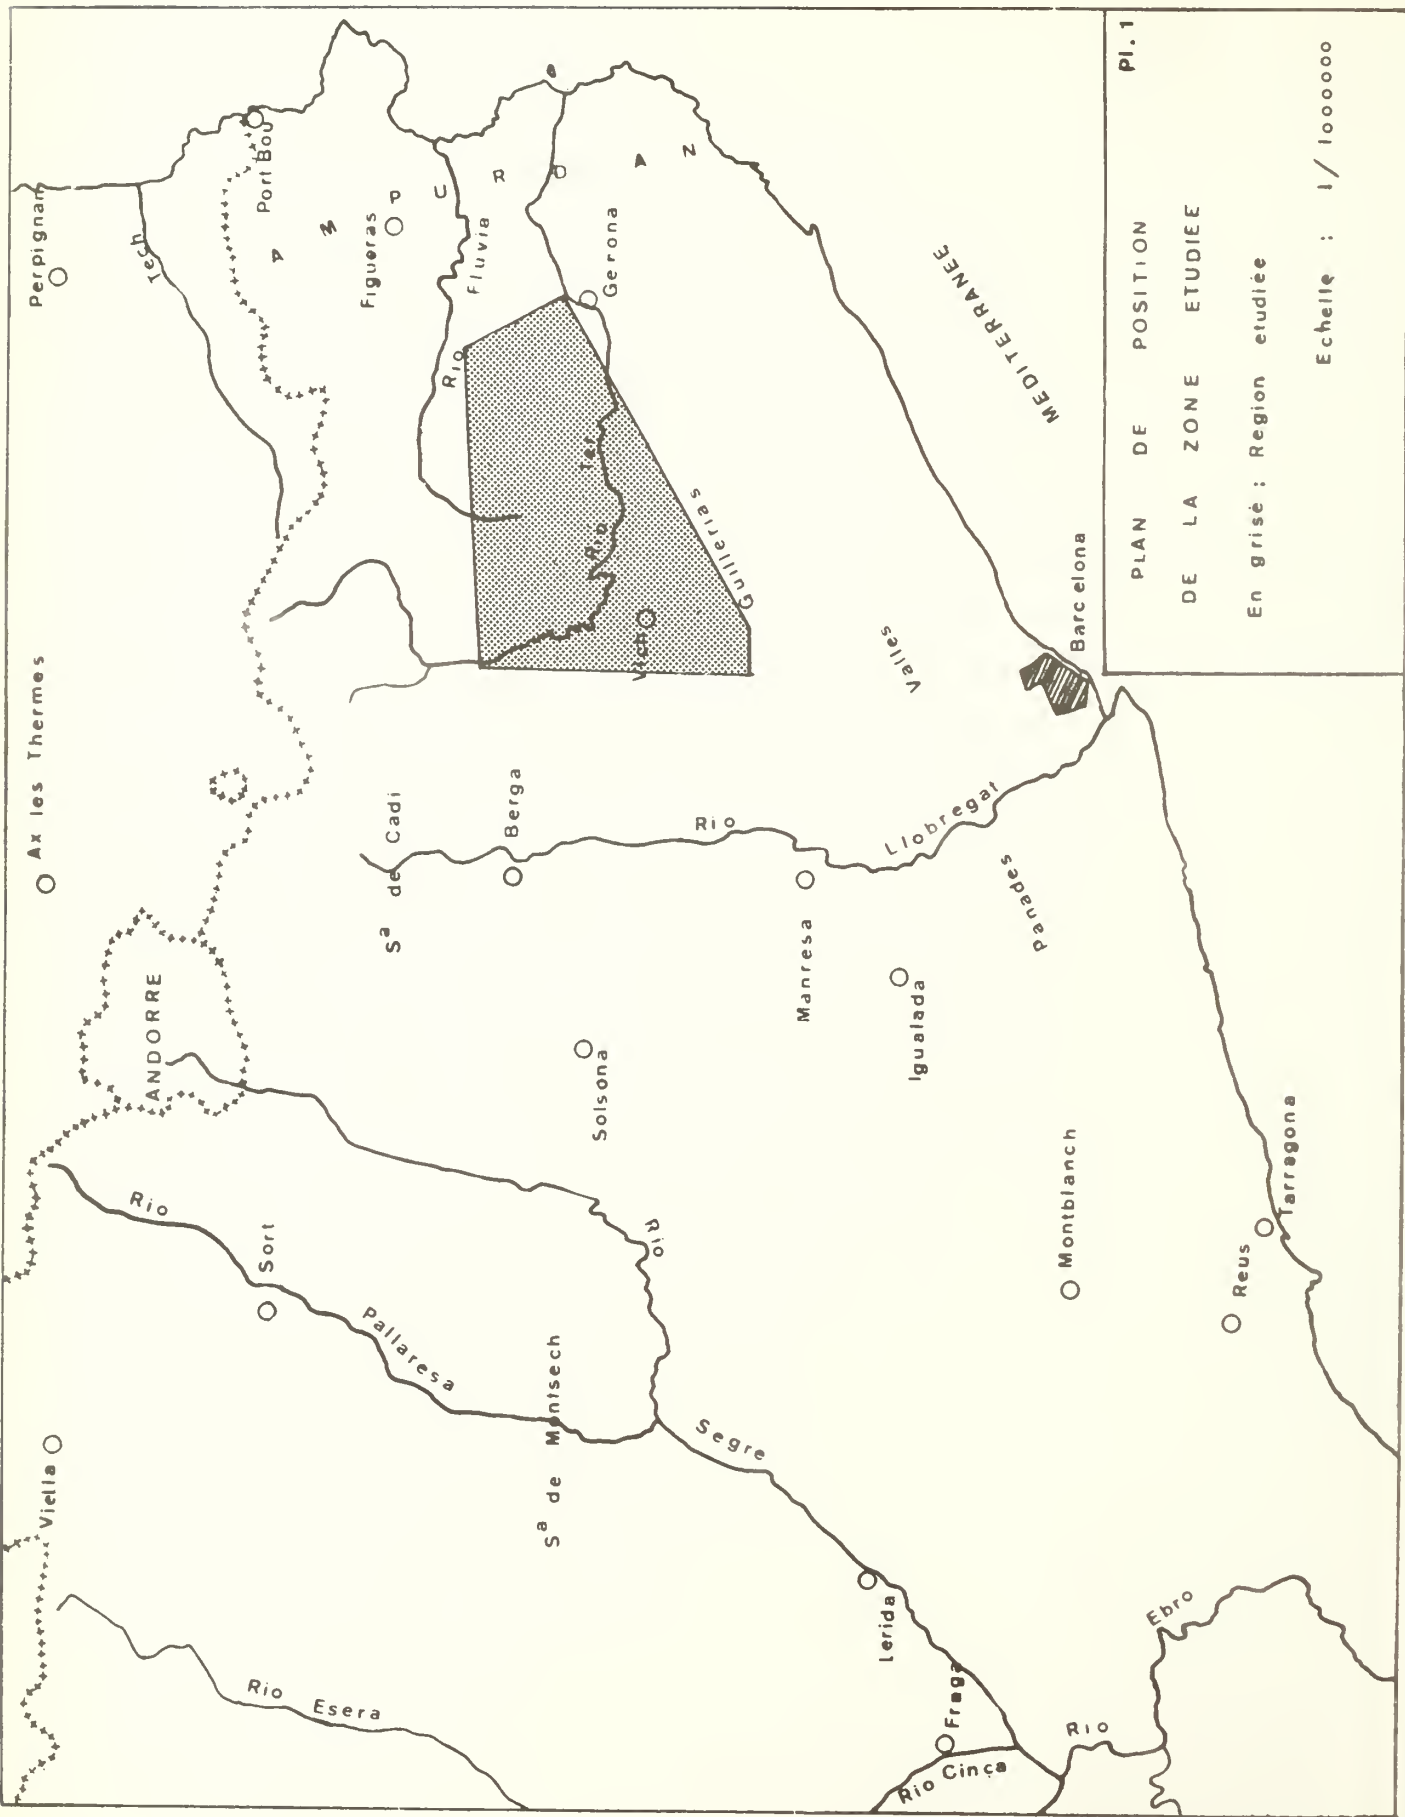 Viella
Ax les Thermes
Perpignan
Tech
ANDORRE
Port Bou
Rio Pallaresa
Sort
Rio Esera
Sª de Cadi
Figueras
AMPURDAN
Berga
Rio Fluvia
Sª de Montsech
Solsona
Rio Segre
Rio Ter
Gerona
Vich
Guillerias
Rio Llobregat
Manresa
Igualada
Valles
Panades
MEDITERRANEE
Lerida
Fraga
Rio Cinça
Montblanch
Barcelona
Rio Ebro
Reus
Tarragona
Pl. 1
PLAN DE POSITION
DE LA ZONE ETUDIEE
En grisé : Region etudiée
Echelle : 1/1000000